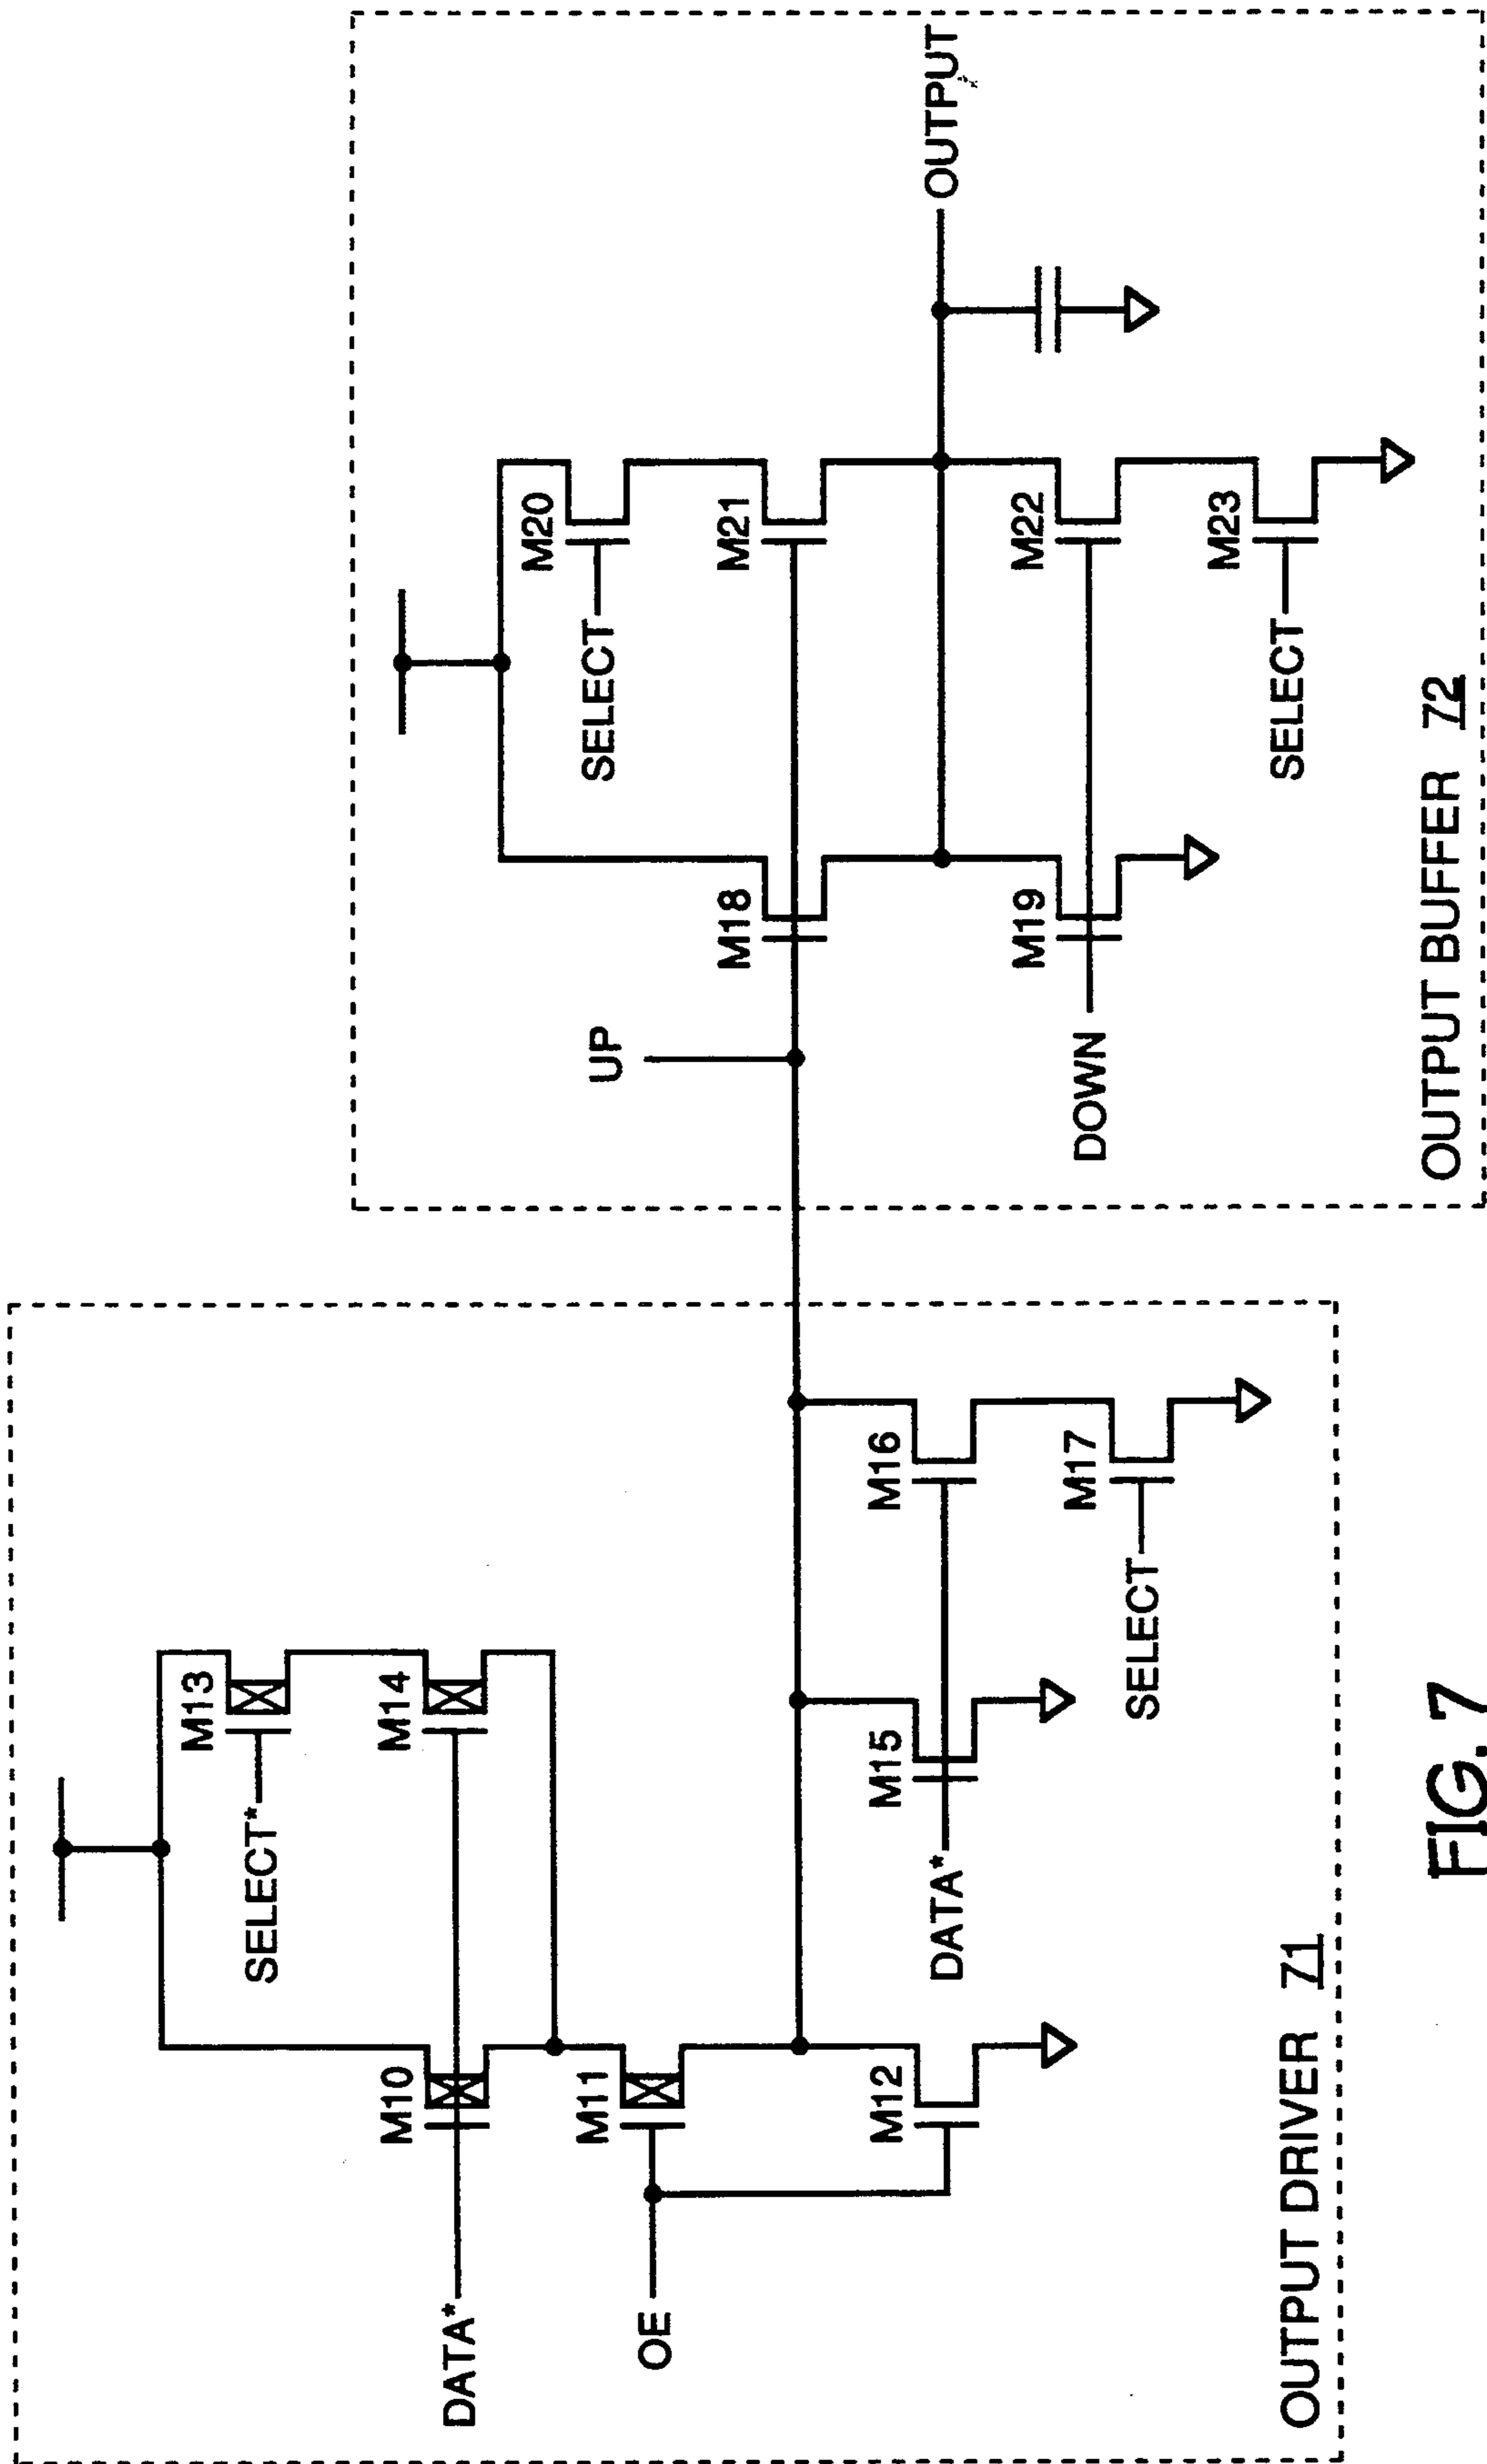 SELECT*
M13
M10
M14
DATA*
M11
OE
M12
M15
M16
DATA*
M17
SELECT
OUTPUT DRIVER 71
M20
SELECT
UP
M18
M21
OUTPUT
M19
M22
DOWN
M23
SELECT
OUTPUT BUFFER 72
FIG. 7